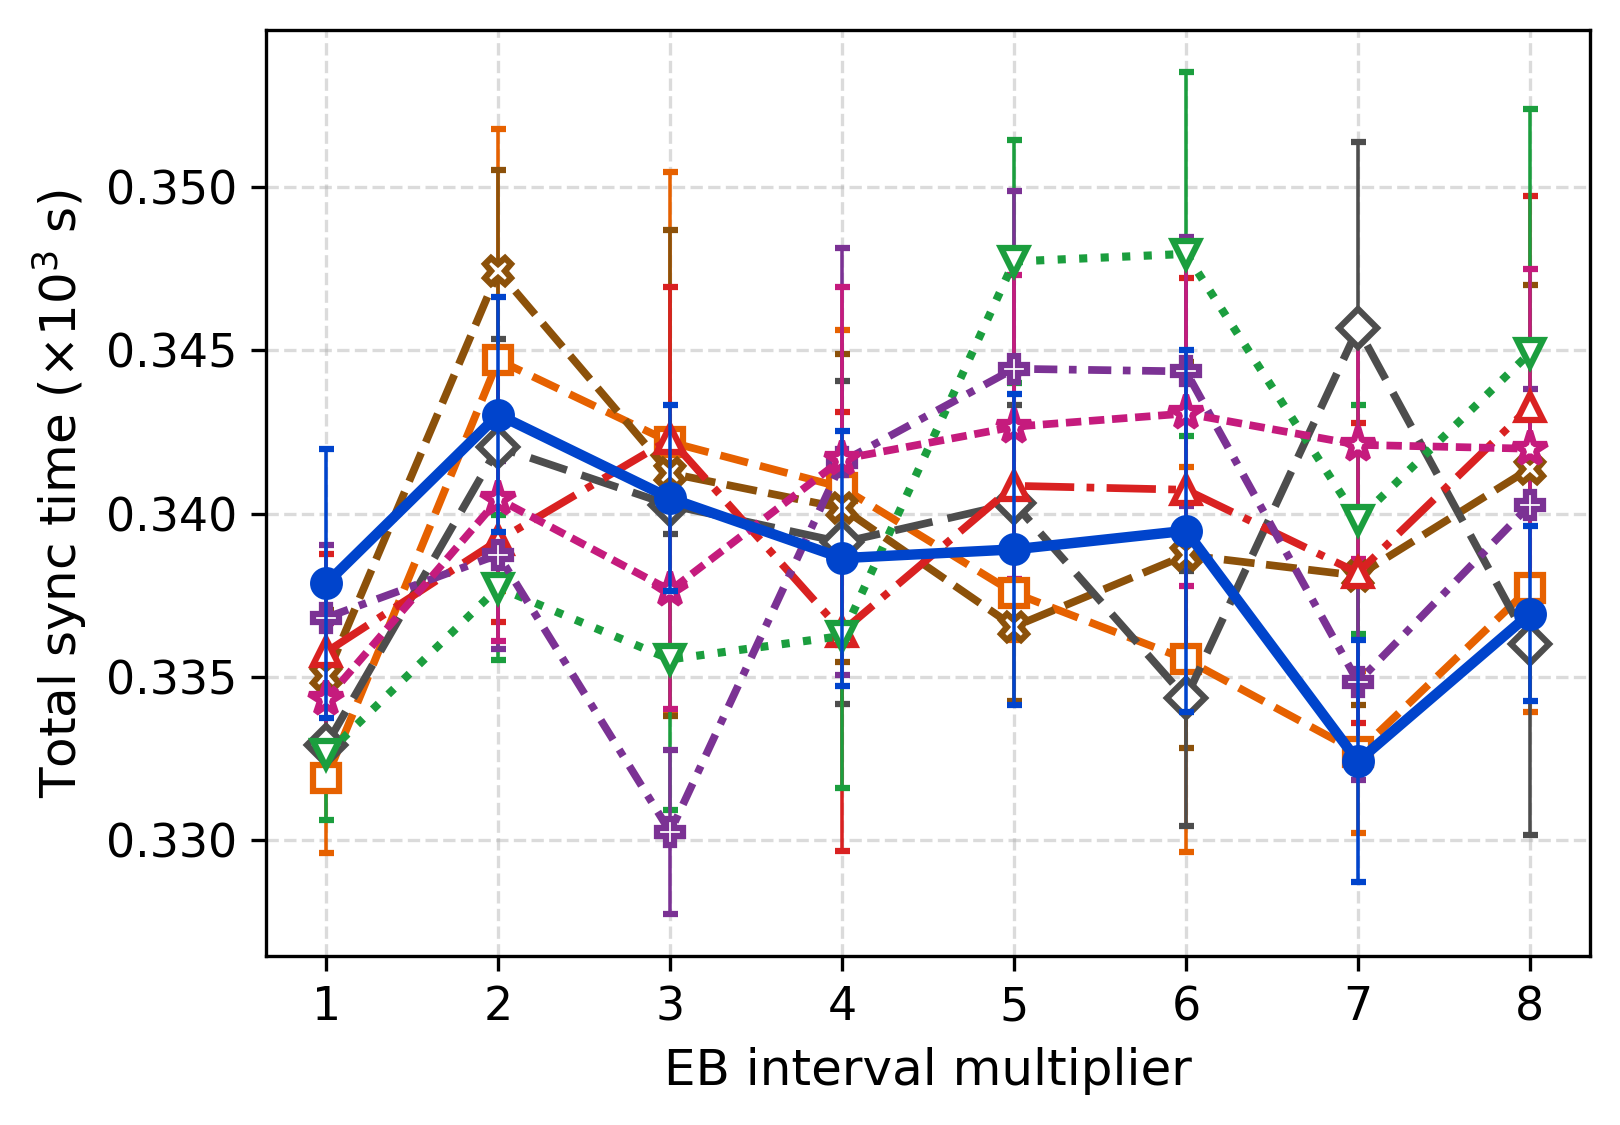 Total sync time (×10³ s)
0.350
0.345
0.340
0.335
0.330
1 2 3 4 5 6 7 8
EB interval multiplier